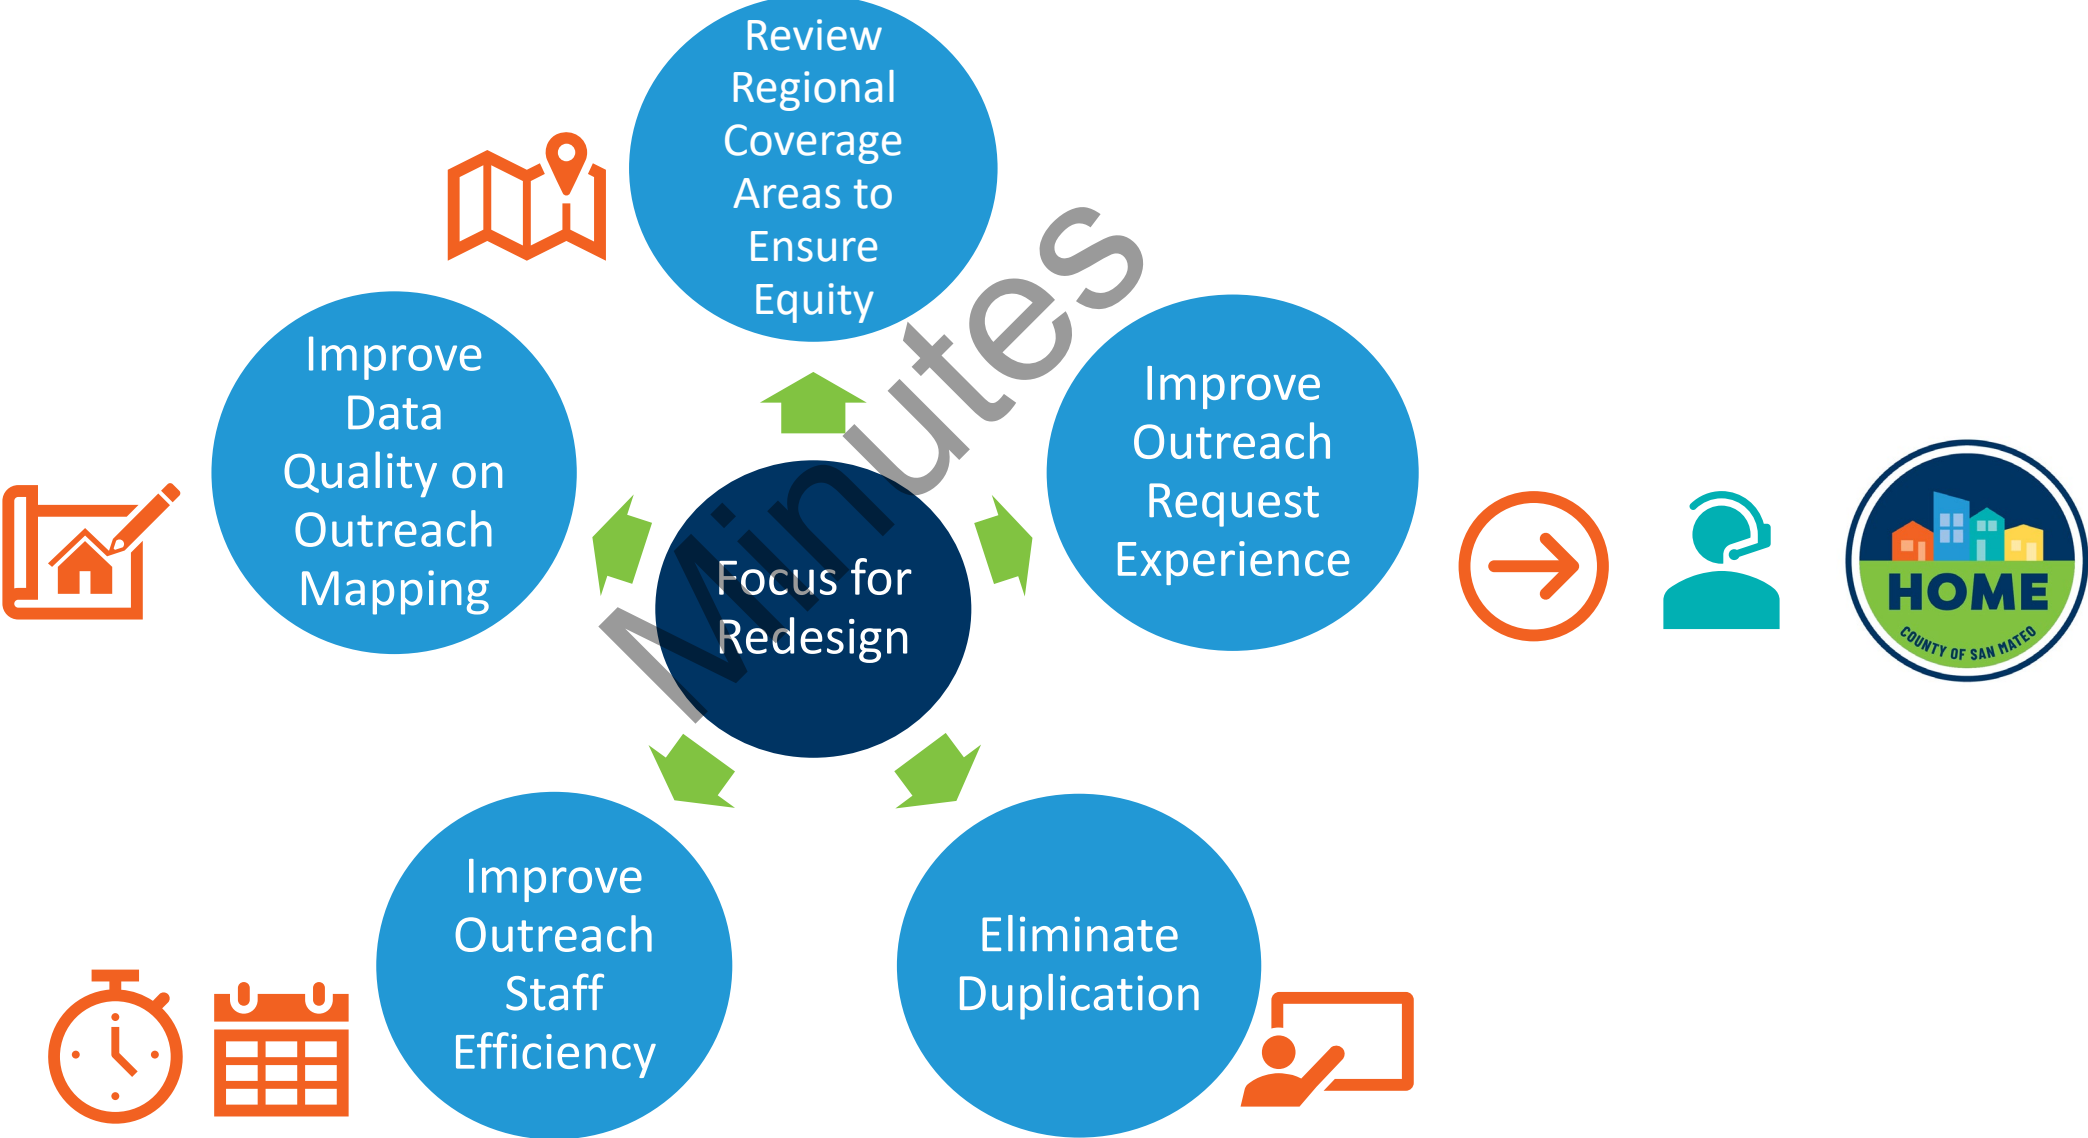 Review
Regional
Coverage
Areas to
Ensure
Equity
Improve
Data
Quality on
Outreach
Mapping
Improve
Outreach
Request
Experience
Focus for
Redesign
Improve
Outreach
Staff
Efficiency
Eliminate
Duplication
HOME
COUNTY OF SAN MATEO
Minutes